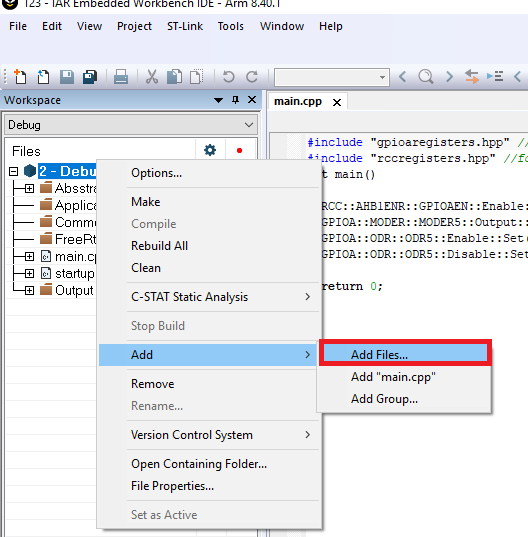 123 - IAR Embedded Workbench IDE - Arm 8.40.1
File Edit View Project ST-Link Tools Window
Workspace
main.cpp
Debug
Files
2 - Debu
Absstra
Applica
Commo
FreeRt
main.cp
startup
Output
#include "gpioaregisters.hpp" //
#include "rccregisters.hpp" //fo
t main()
RCC::AHB1ENR::GPIOAEN::Enable:
GPIOA::MODER::MODER5::Output::
GPIOA::ODR::ODR5::Enable::Set(
GPIOA::ODR::ODR5::Disable::Set
return 0;
Options...
Make
Compile
Rebuild All
Clean
C-STAT Static Analysis
Stop Build
Add
Remove
Rename...
Version Control System
Open Containing Folder...
File Properties...
Set as Active
Add Files...
Add "main.cpp"
Add Group...